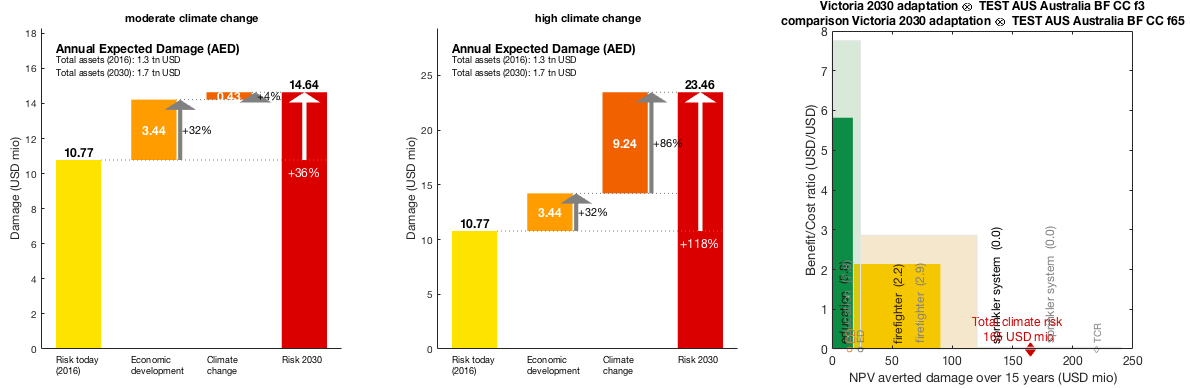 moderate climate change
Annual Expected Damage (AED)
Total assets (2016): 1.3 tn USD
Total assets (2030): 1.7 tn USD
Damage (USD mio)
18
16
14
12
10
8
6
4
2
0
10.77
3.44
+32%
0.43
+4%
14.64
+36%
Risk today
(2016)
Economic
development
Climate
change
Risk 2030
high climate change
Annual Expected Damage (AED)
Total assets (2016): 1.3 tn USD
Total assets (2030): 1.7 tn USD
Damage (USD mio)
25
20
15
10
5
0
10.77
3.44
+32%
9.24
+86%
23.46
+118%
Risk today
(2016)
Economic
development
Climate
change
Risk 2030
Victoria 2030 adaptation ⊗ TEST AUS Australia BF CC f3
comparison Victoria 2030 adaptation ⊗ TEST AUS Australia BF CC f65
Benefit/Cost ratio (USD/USD)
8
7
6
5
4
3
2
1
0
education
firefighter (2.2)
firefighter (2.9)
sprinkler system (0.0)
sprinkler system (0.0)
Total climate risk
USD mio
TCR
0
50
100
150
200
250
NPV averted damage over 15 years (USD mio)